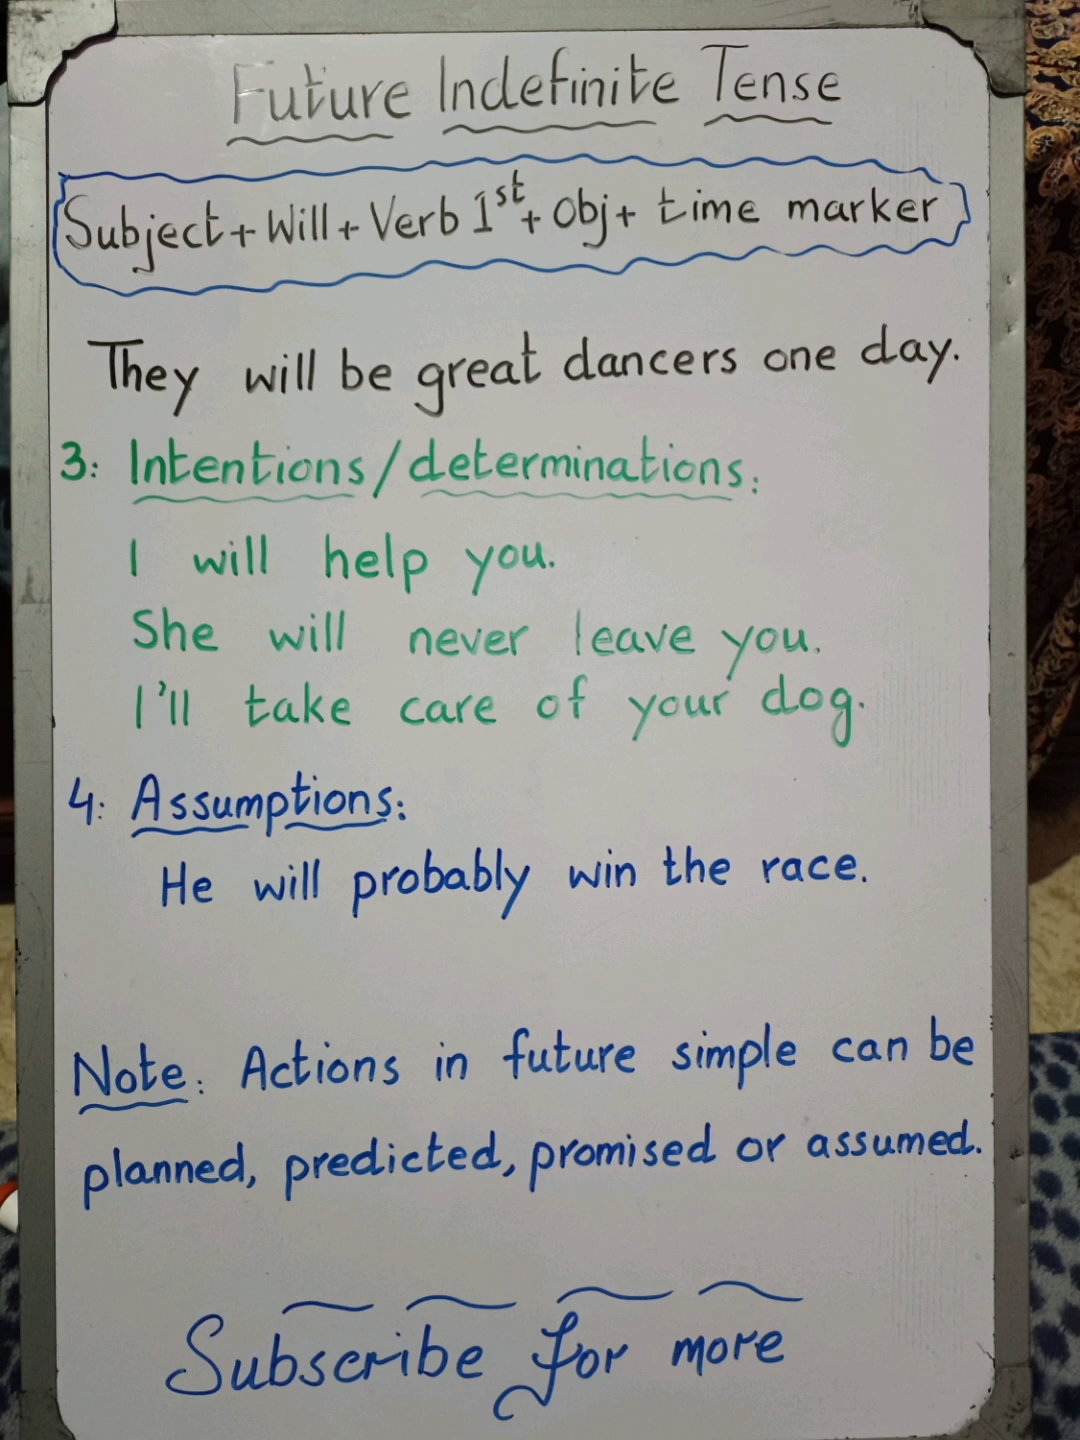 Future Indefinite Tense
Subject + Will + Verb 1st + Obj + time marker
They will be great dancers one day.
3: Intentions/determinations:
I will help you.
She will never leave you.
I'll take care of your dog.
4: Assumptions:
He will probably win the race.
Note: Actions in future simple can be
planned, predicted, promised or assumed.
Subscribe for more